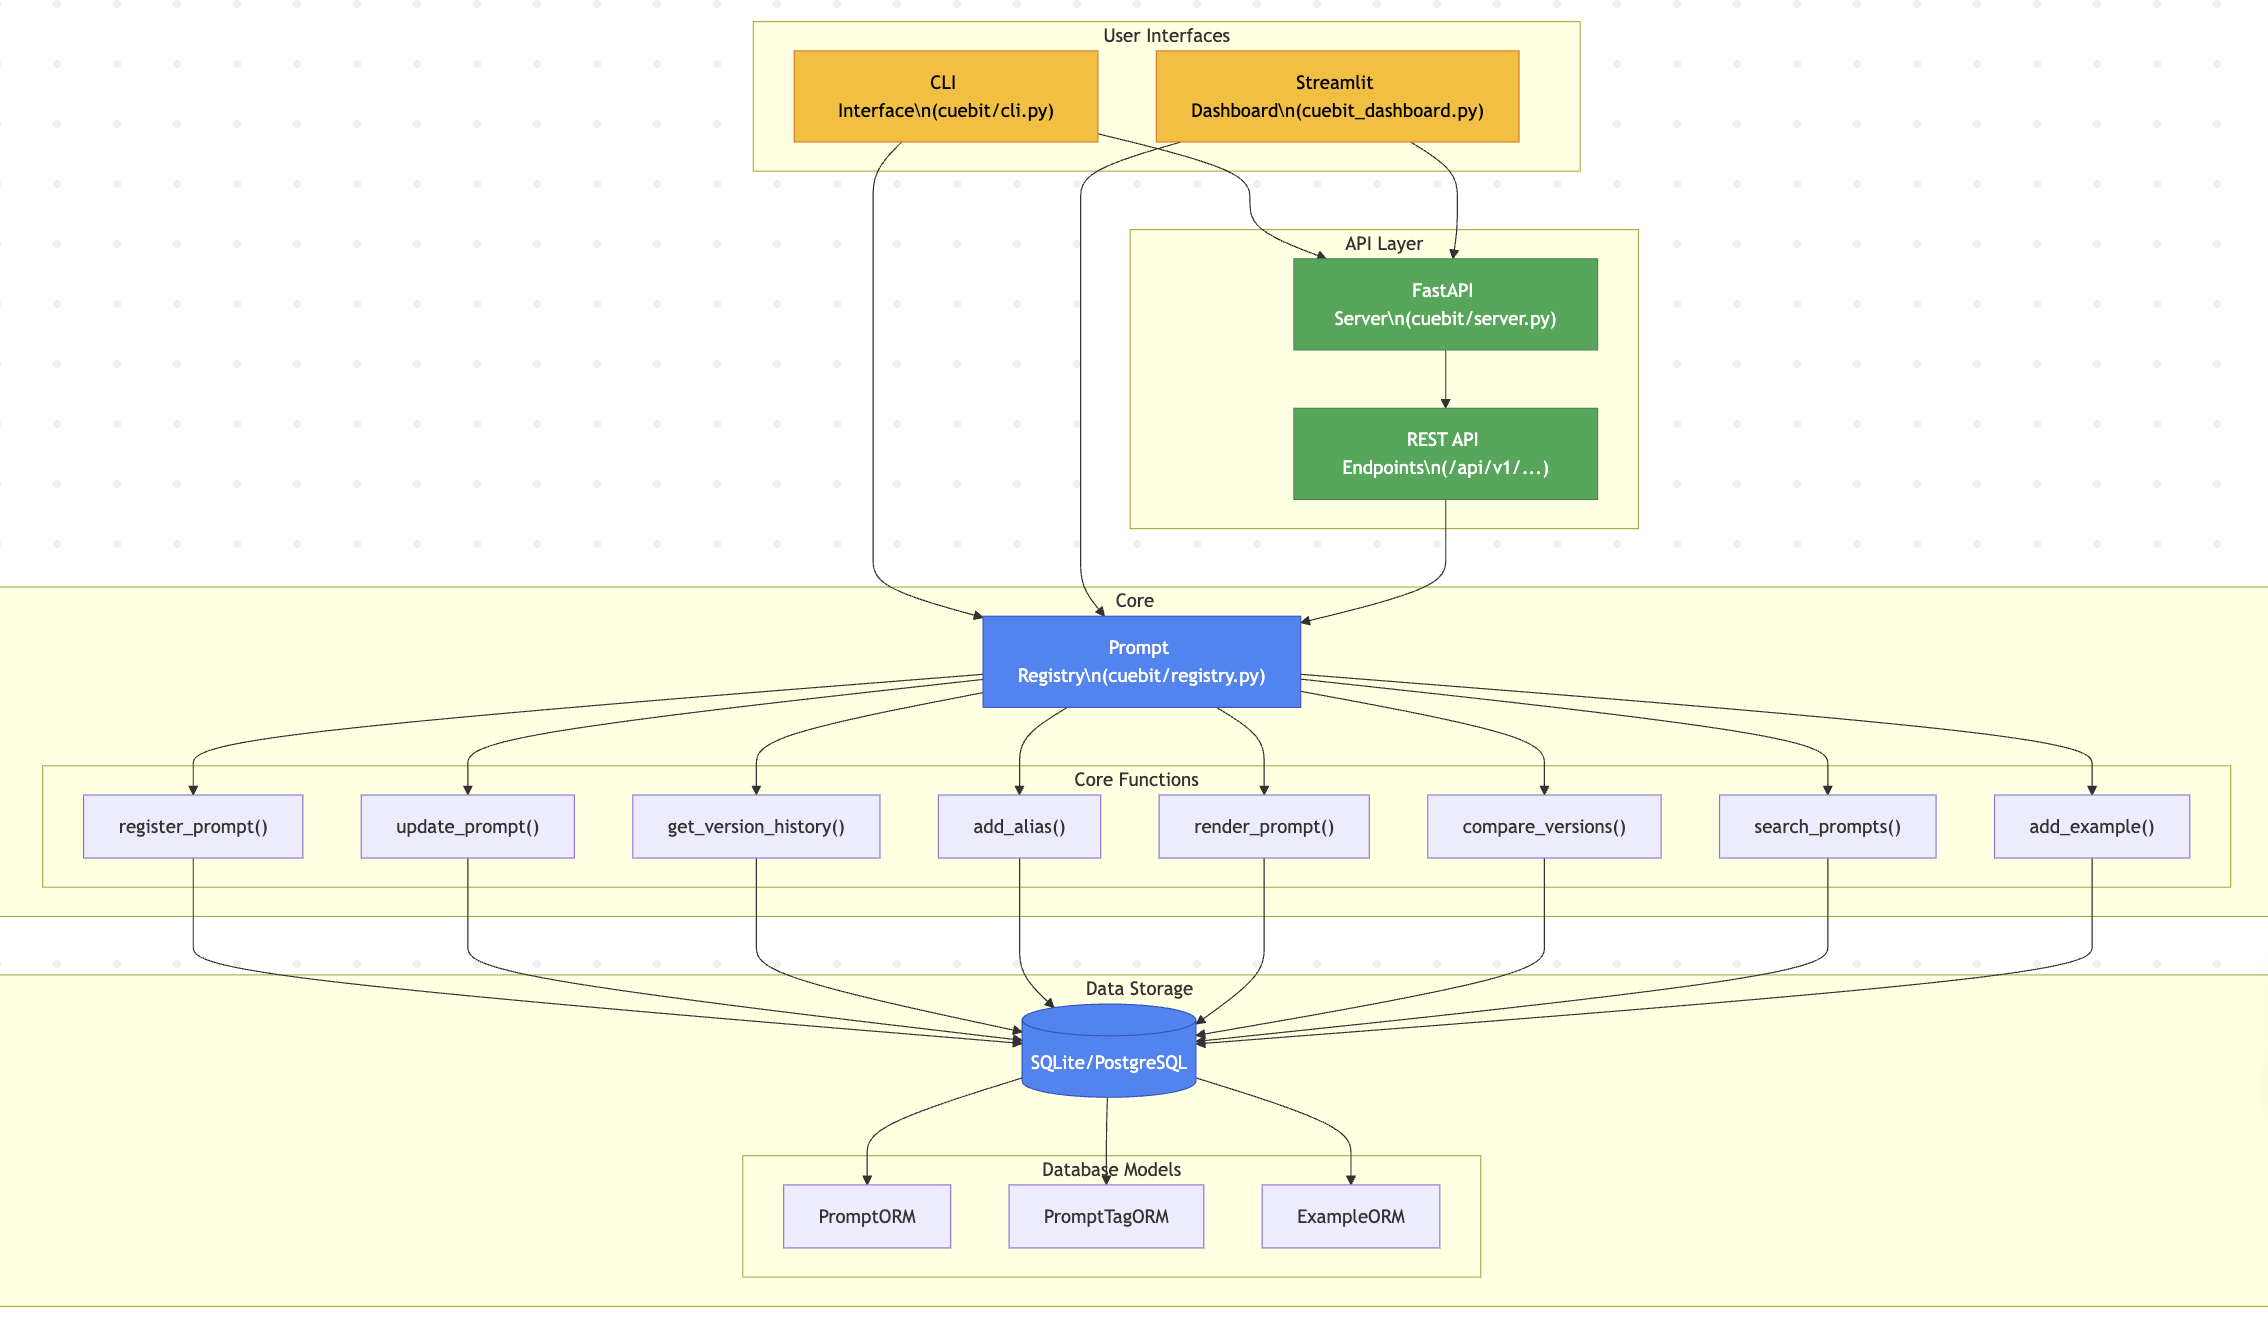 User Interfaces
CLI
Interface\n(cuebit/cli.py)
Streamlit
Dashboard\n(cuebit_dashboard.py)
API Layer
FastAPI
Server\n(cuebit/server.py)
REST API
Endpoints\n(/api/v1/...)
Core
Prompt
Registry\n(cuebit/registry.py)
Core Functions
register_prompt()
update_prompt()
get_version_history()
add_alias()
render_prompt()
compare_versions()
search_prompts()
add_example()
Data Storage
SQLite/PostgreSQL
Database Models
PromptORM
PromptTagORM
ExampleORM